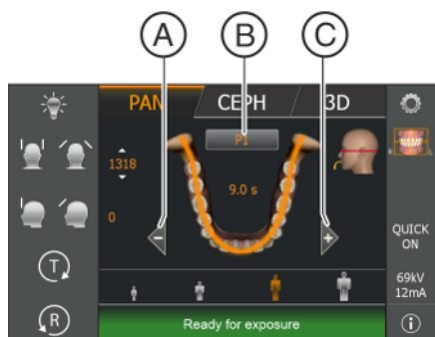 A B C
PAN CEPH 3D
P1
1318
9.0 s
0
R L
QUICK
ON
- +
T
69kV
12mA
R
Ready for exposure
i